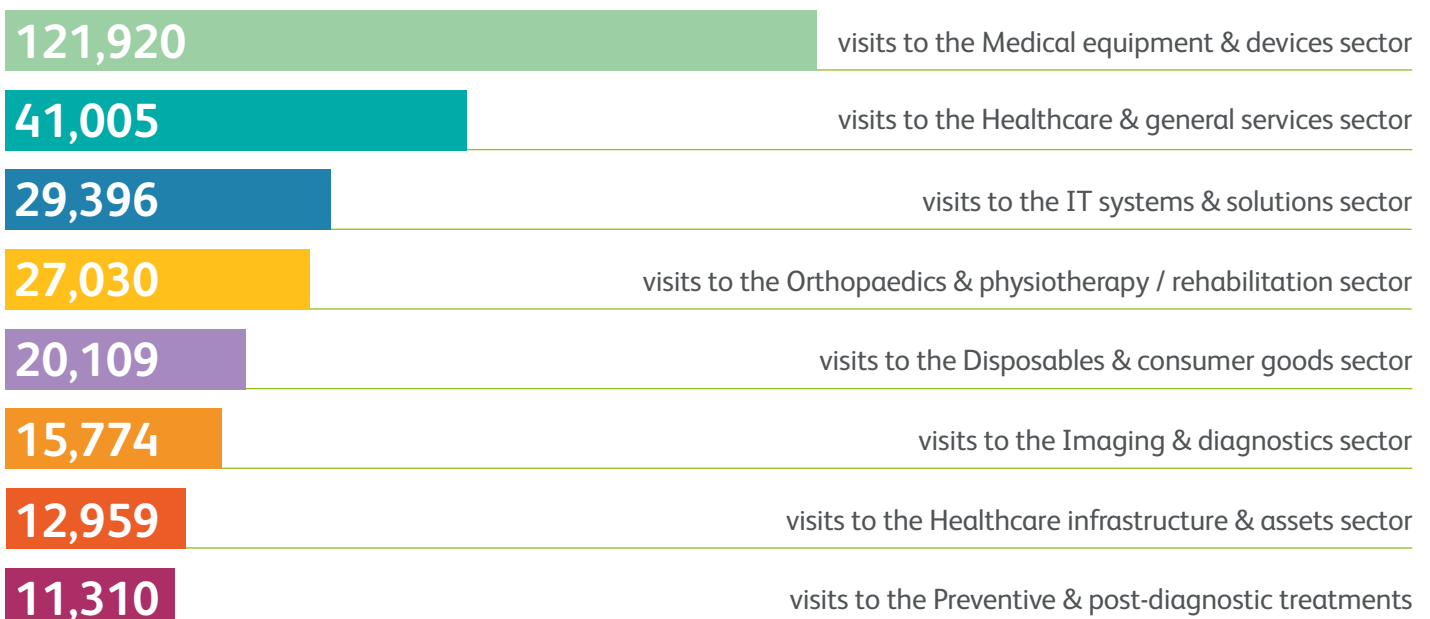 121,920 visits to the Medical equipment & devices sector
41,005 visits to the Healthcare & general services sector
29,396 visits to the IT systems & solutions sector
27,030 visits to the Orthopaedics & physiotherapy / rehabilitation sector
20,109 visits to the Disposables & consumer goods sector
15,774 visits to the Imaging & diagnostics sector
12,959 visits to the Healthcare infrastructure & assets sector
11,310 visits to the Preventive & post-diagnostic treatments